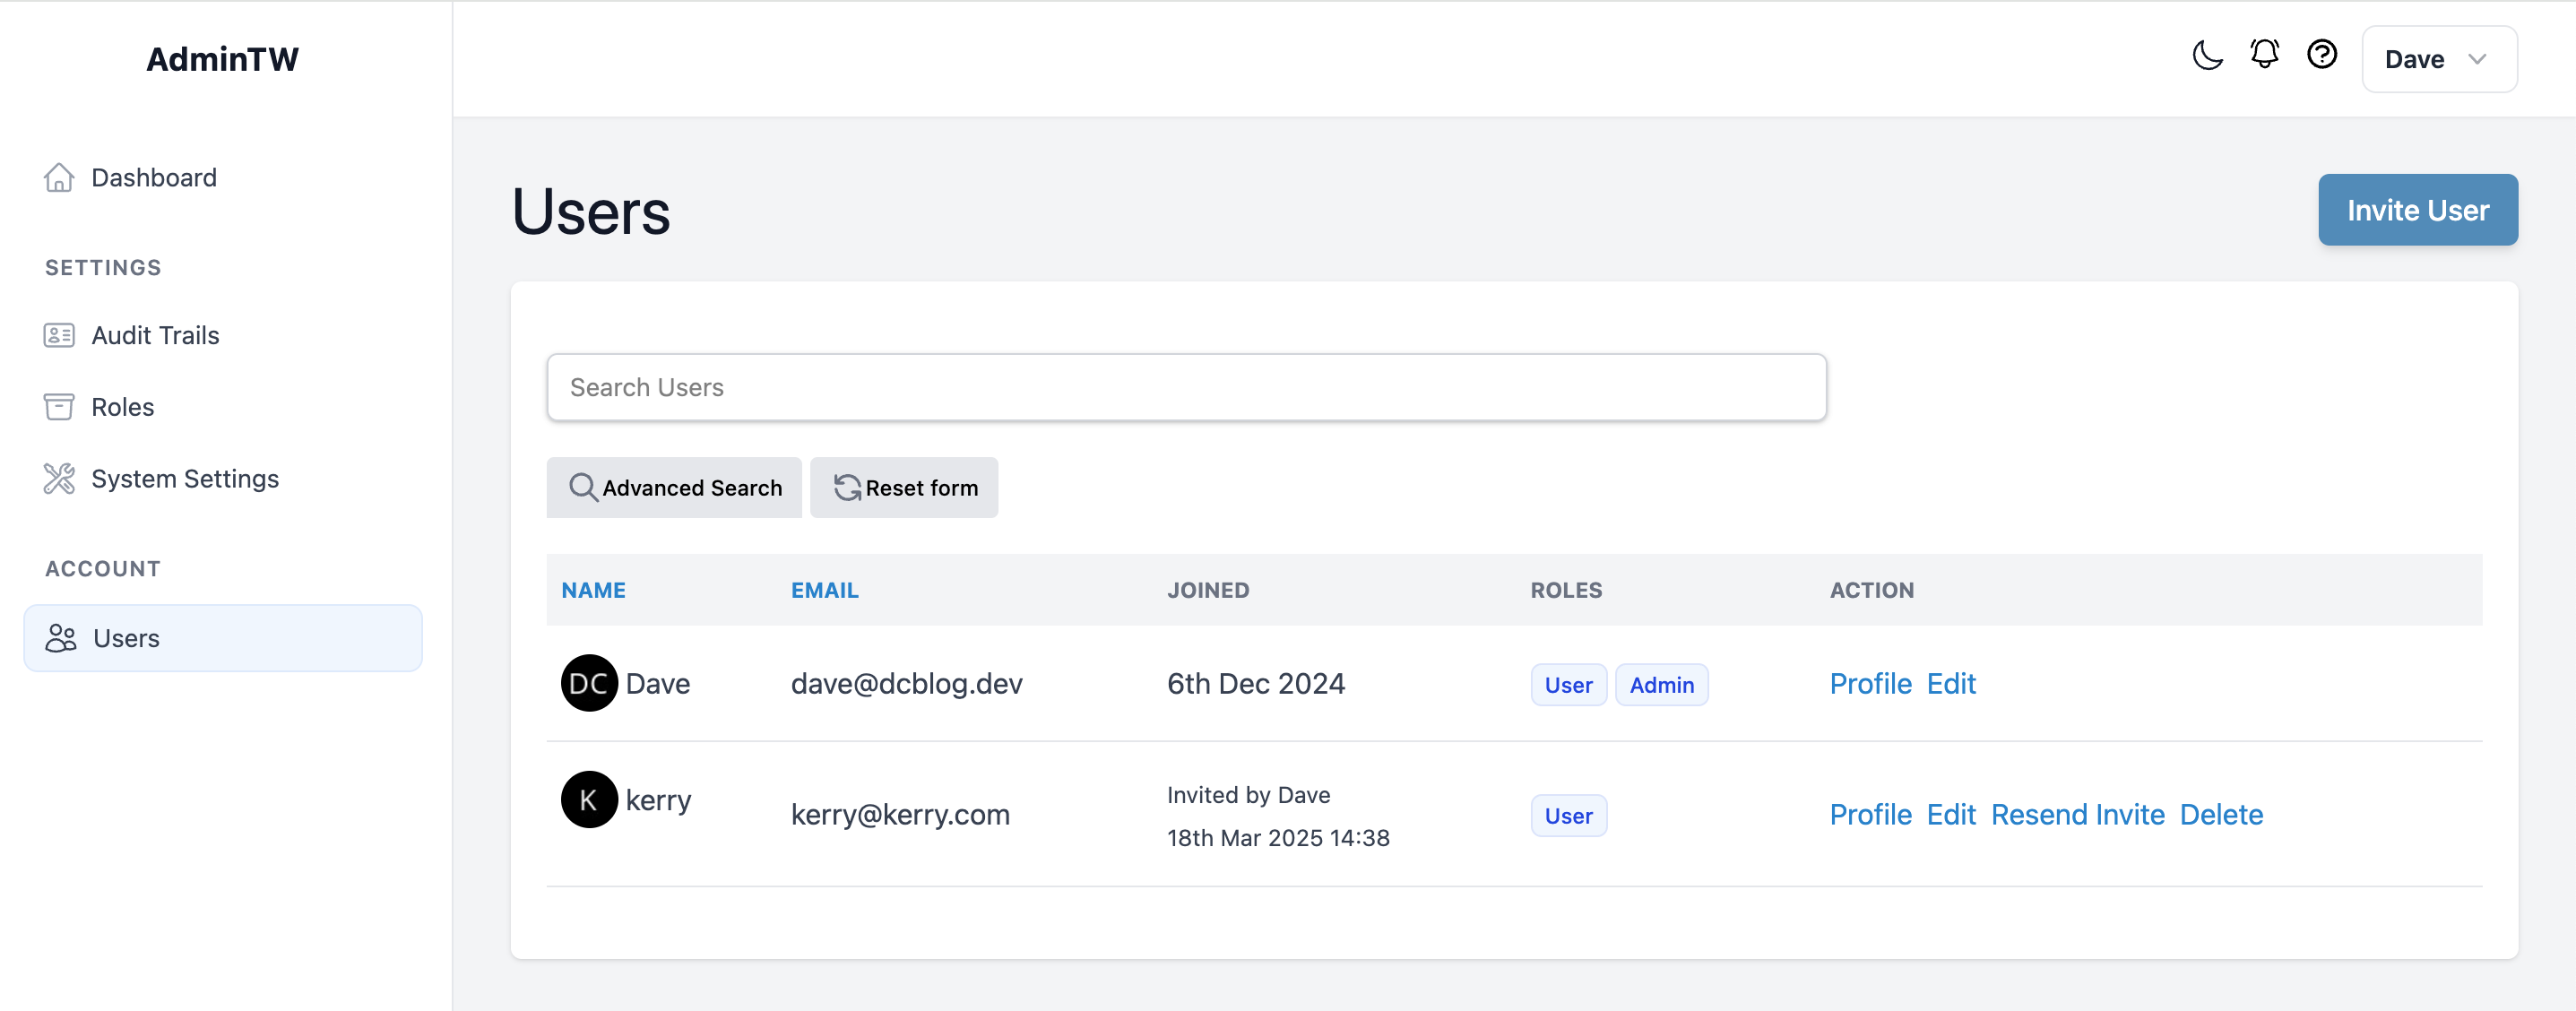 AdminTW
Dave
Dashboard
SETTINGS
Audit Trails
Roles
System Settings
ACCOUNT
Users
Users
Invite User
Search Users
Advanced Search Reset form
NAME EMAIL JOINED ROLES ACTION
DC Dave dave@dcblog.dev 6th Dec 2024 User Admin Profile Edit
K kerry kerry@kerry.com Invited by Dave User Profile Edit Resend Invite Delete
18th Mar 2025 14:38